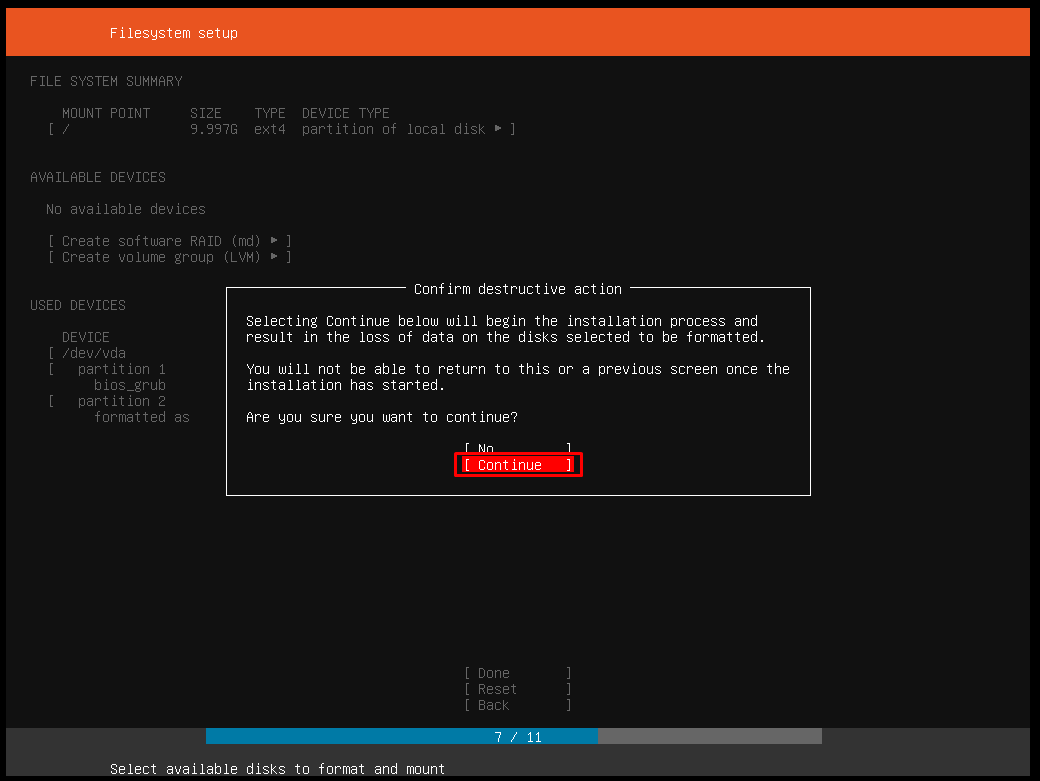 Filesystem setup
FILE SYSTEM SUMMARY
MOUNT POINT SIZE TYPE DEVICE TYPE
[ / 9.997G ext4 partition of local disk ▸ ]
AVAILABLE DEVICES
No available devices
[ Create software RAID (md) ▸ ]
[ Create volume group (LVM) ▸ ]
USED DEVICES
DEVICE
[ /dev/vda
[ partition 1
bios_grub
[ partition 2
formatted as
Confirm destructive action
Selecting Continue below will begin the installation process and
result in the loss of data on the disks selected to be formatted.
You will not be able to return to this or a previous screen once the
installation has started.
Are you sure you want to continue?
[ No ]
[ Continue ]
[ Done ]
[ Reset ]
[ Back ]
7 / 11
Select available disks to format and mount